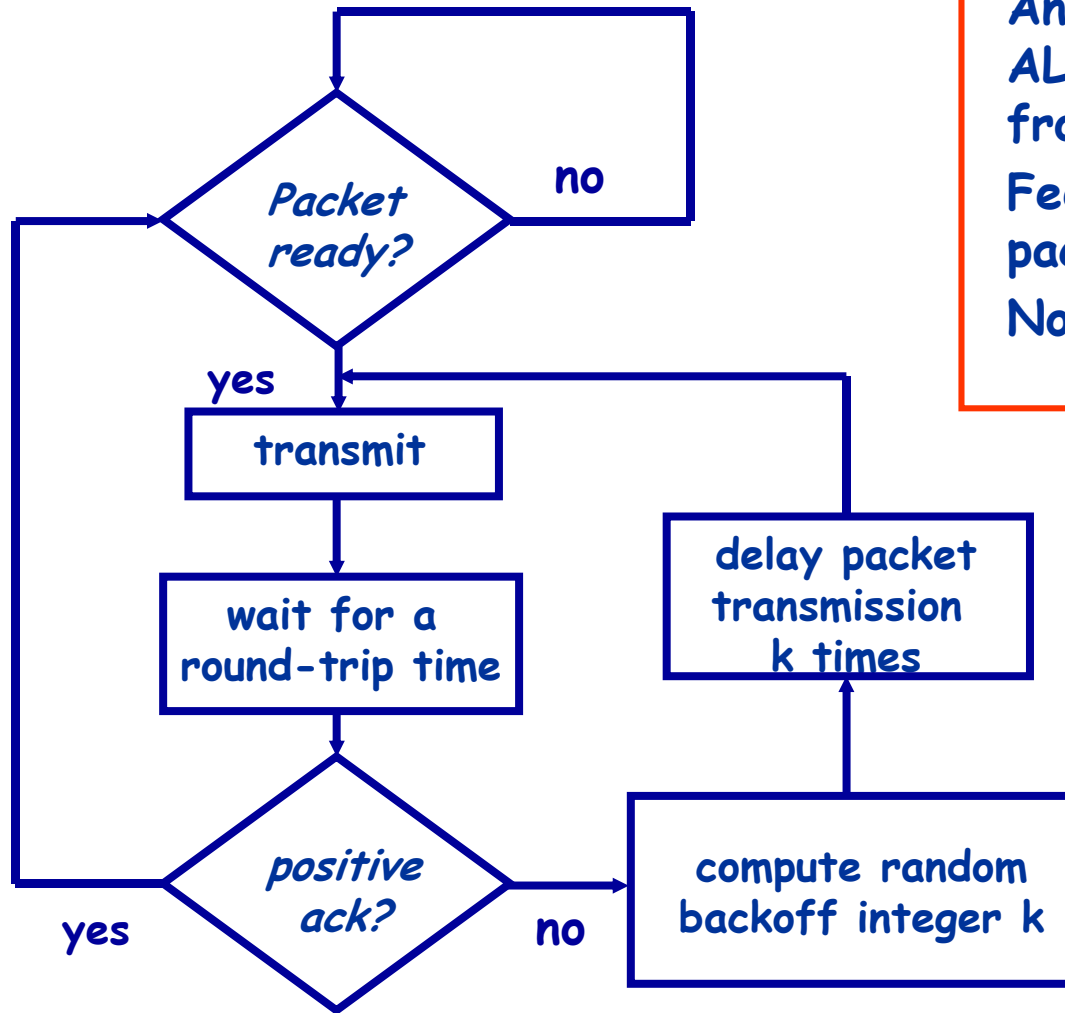 Packet
ready?
no
yes
transmit
wait for a
round-trip time
positive
ack?
yes
no
compute random
backoff integer k
delay packet
transmission
k times